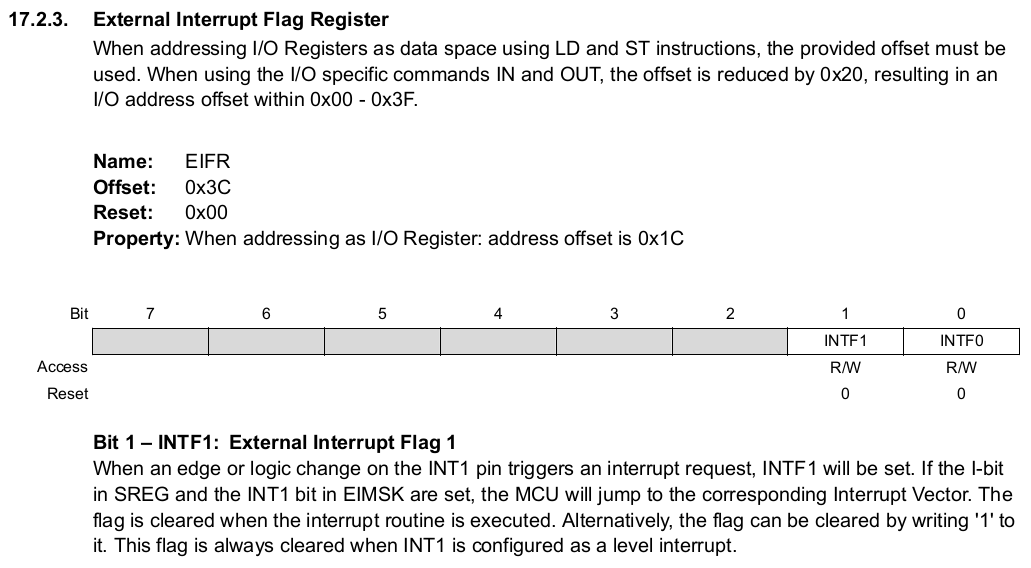 17.2.3. External Interrupt Flag Register
When addressing I/O Registers as data space using LD and ST instructions, the provided offset must be
used. When using the I/O specific commands IN and OUT, the offset is reduced by 0x20, resulting in an
I/O address offset within 0x00 - 0x3F.
Name: EIFR
Offset: 0x3C
Reset: 0x00
Property: When addressing as I/O Register: address offset is 0x1C
Bit 7 6 5 4 3 2 1 0
INTF1 INTF0
Access R/W R/W
Reset 0 0
Bit 1 – INTF1: External Interrupt Flag 1
When an edge or logic change on the INT1 pin triggers an interrupt request, INTF1 will be set. If the I-bit
in SREG and the INT1 bit in EIMSK are set, the MCU will jump to the corresponding Interrupt Vector. The
flag is cleared when the interrupt routine is executed. Alternatively, the flag can be cleared by writing '1' to
it. This flag is always cleared when INT1 is configured as a level interrupt.